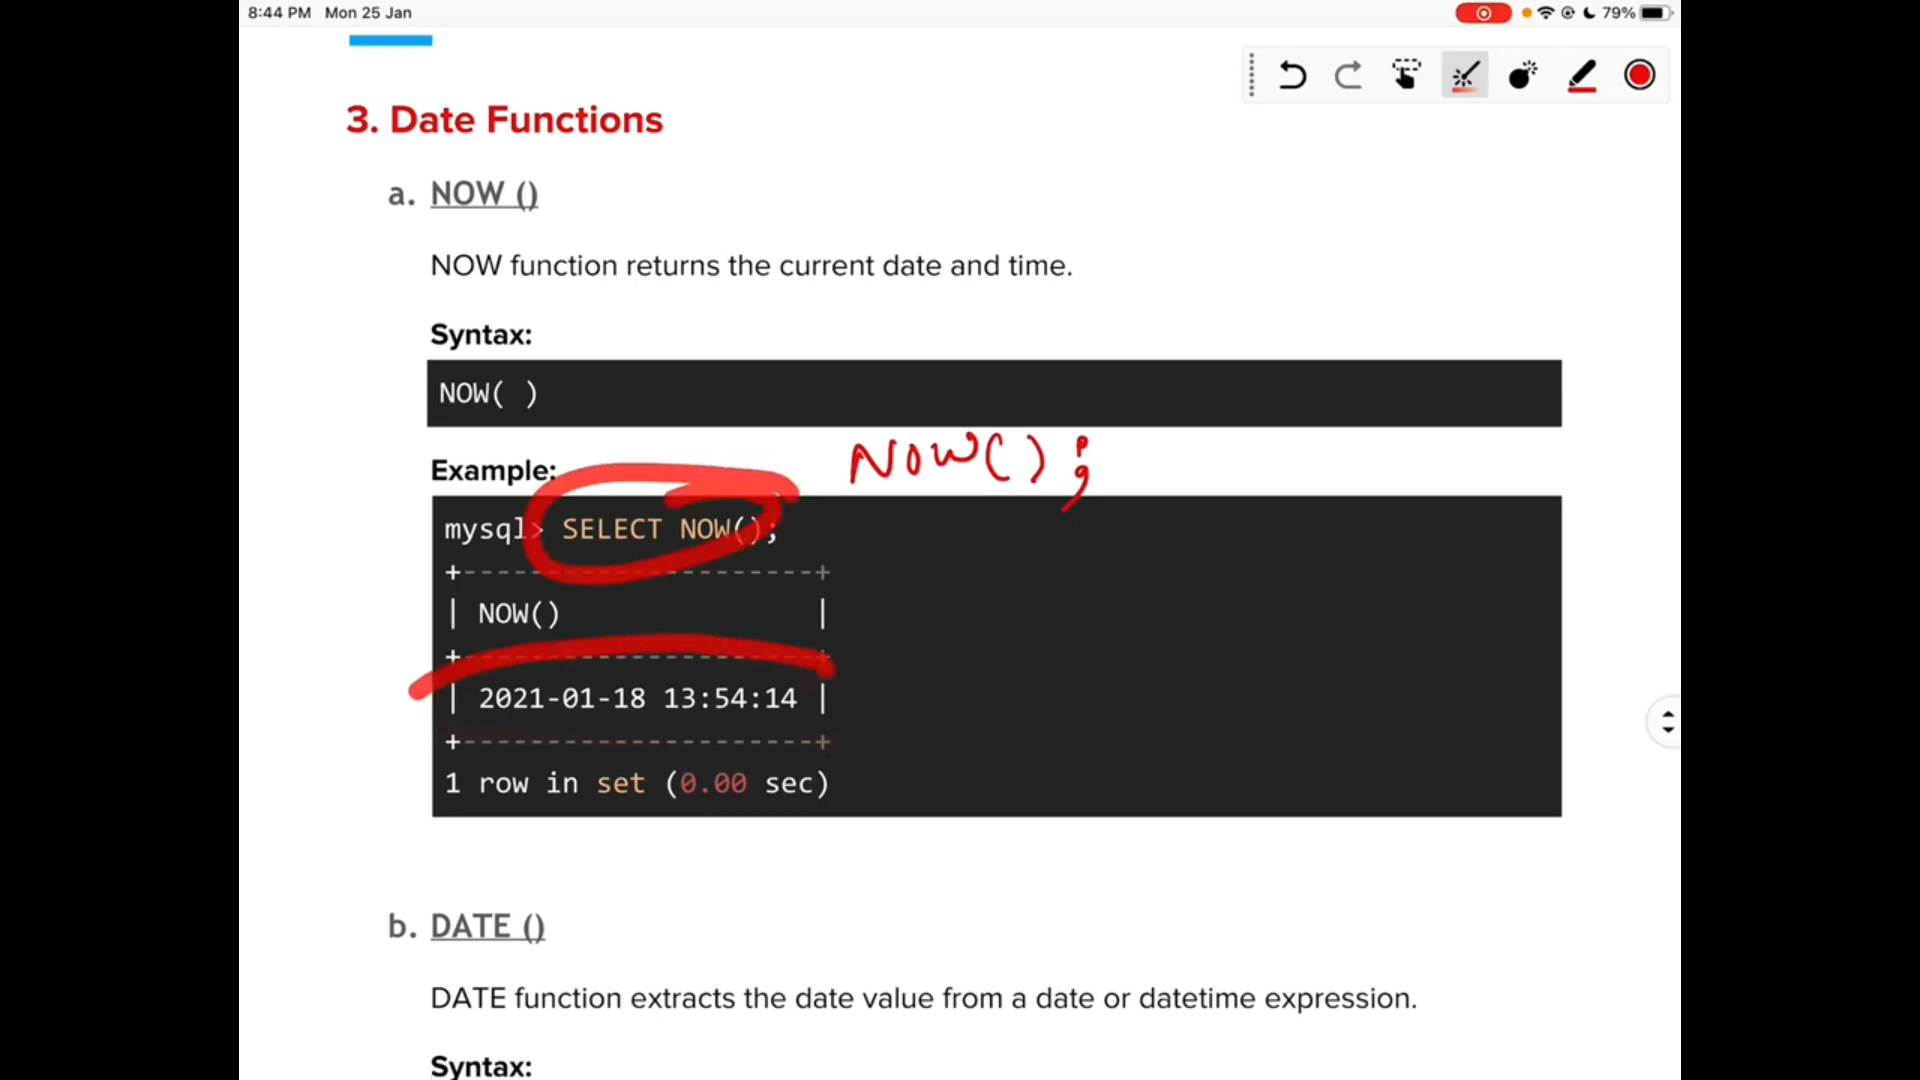 8:44 PM Mon 25 Jan 79%
3. Date Functions
a. NOW ()
NOW function returns the current date and time.
Syntax:
NOW( )
NOW();
Example:
mysql> SELECT NOW();
+---------------------+
| NOW()               |
+---------------------+
| 2021-01-18 13:54:14 |
+---------------------+
1 row in set (0.00 sec)
b. DATE ()
DATE function extracts the date value from a date or datetime expression.
Syntax: